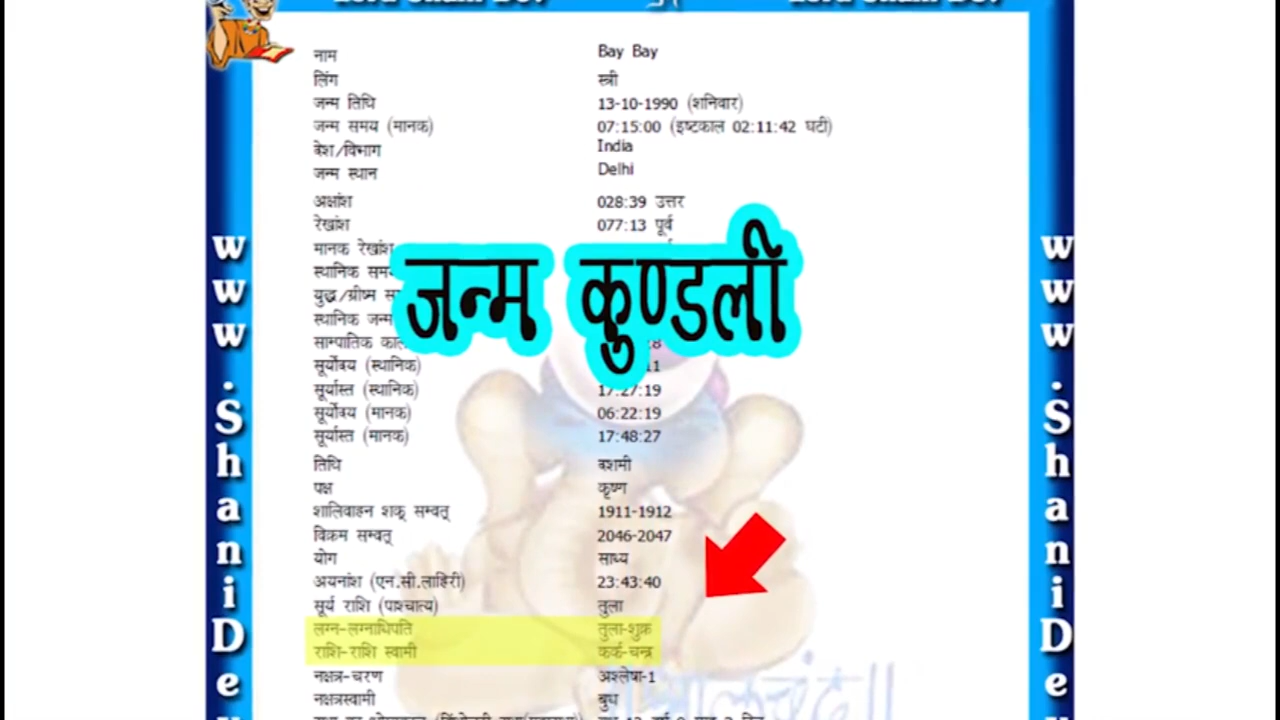 नाम Bay Bay
लिंग स्त्री
जन्म तिथि 13-10-1990 (शनिवार)
जन्म समय (मानक) 07:15:00 (इष्टकाल 02:11:42 घटी)
देश/विभाग India
जन्म स्थान Delhi
अक्षांश 028:39 उत्तर
रेखांश 077:13 पूर्व
मानक रेखांश
स्थानिक
युद्ध/ग्रीष्म
स्थानिक जन्म
जन्म कुण्डली
साम्पातिक काल
सूर्योदय (स्थानिक)
सूर्यास्त (स्थानिक) 17:27:19
सूर्योदय (मानक) 06:22:19
सूर्यास्त (मानक) 17:48:27
तिथि दशमी
पक्ष कृष्ण
शालिवाहन शक् सम्वत् 1911-1912
विक्रम सम्वत् 2046-2047
योग साध्य
अयनांश (एन.सी.लाहिरी) 23:43:40
सूर्य राशि (पाश्चात्य) तुला
लग्न-लग्नाधिपति तुला-शुक्र
राशि-राशि स्वामी कर्क-चन्द्र
नक्षत्र-चरण अश्लेषा-1
नक्षत्रस्वामी बुध
www.ShaniDe
www.ShaniDe